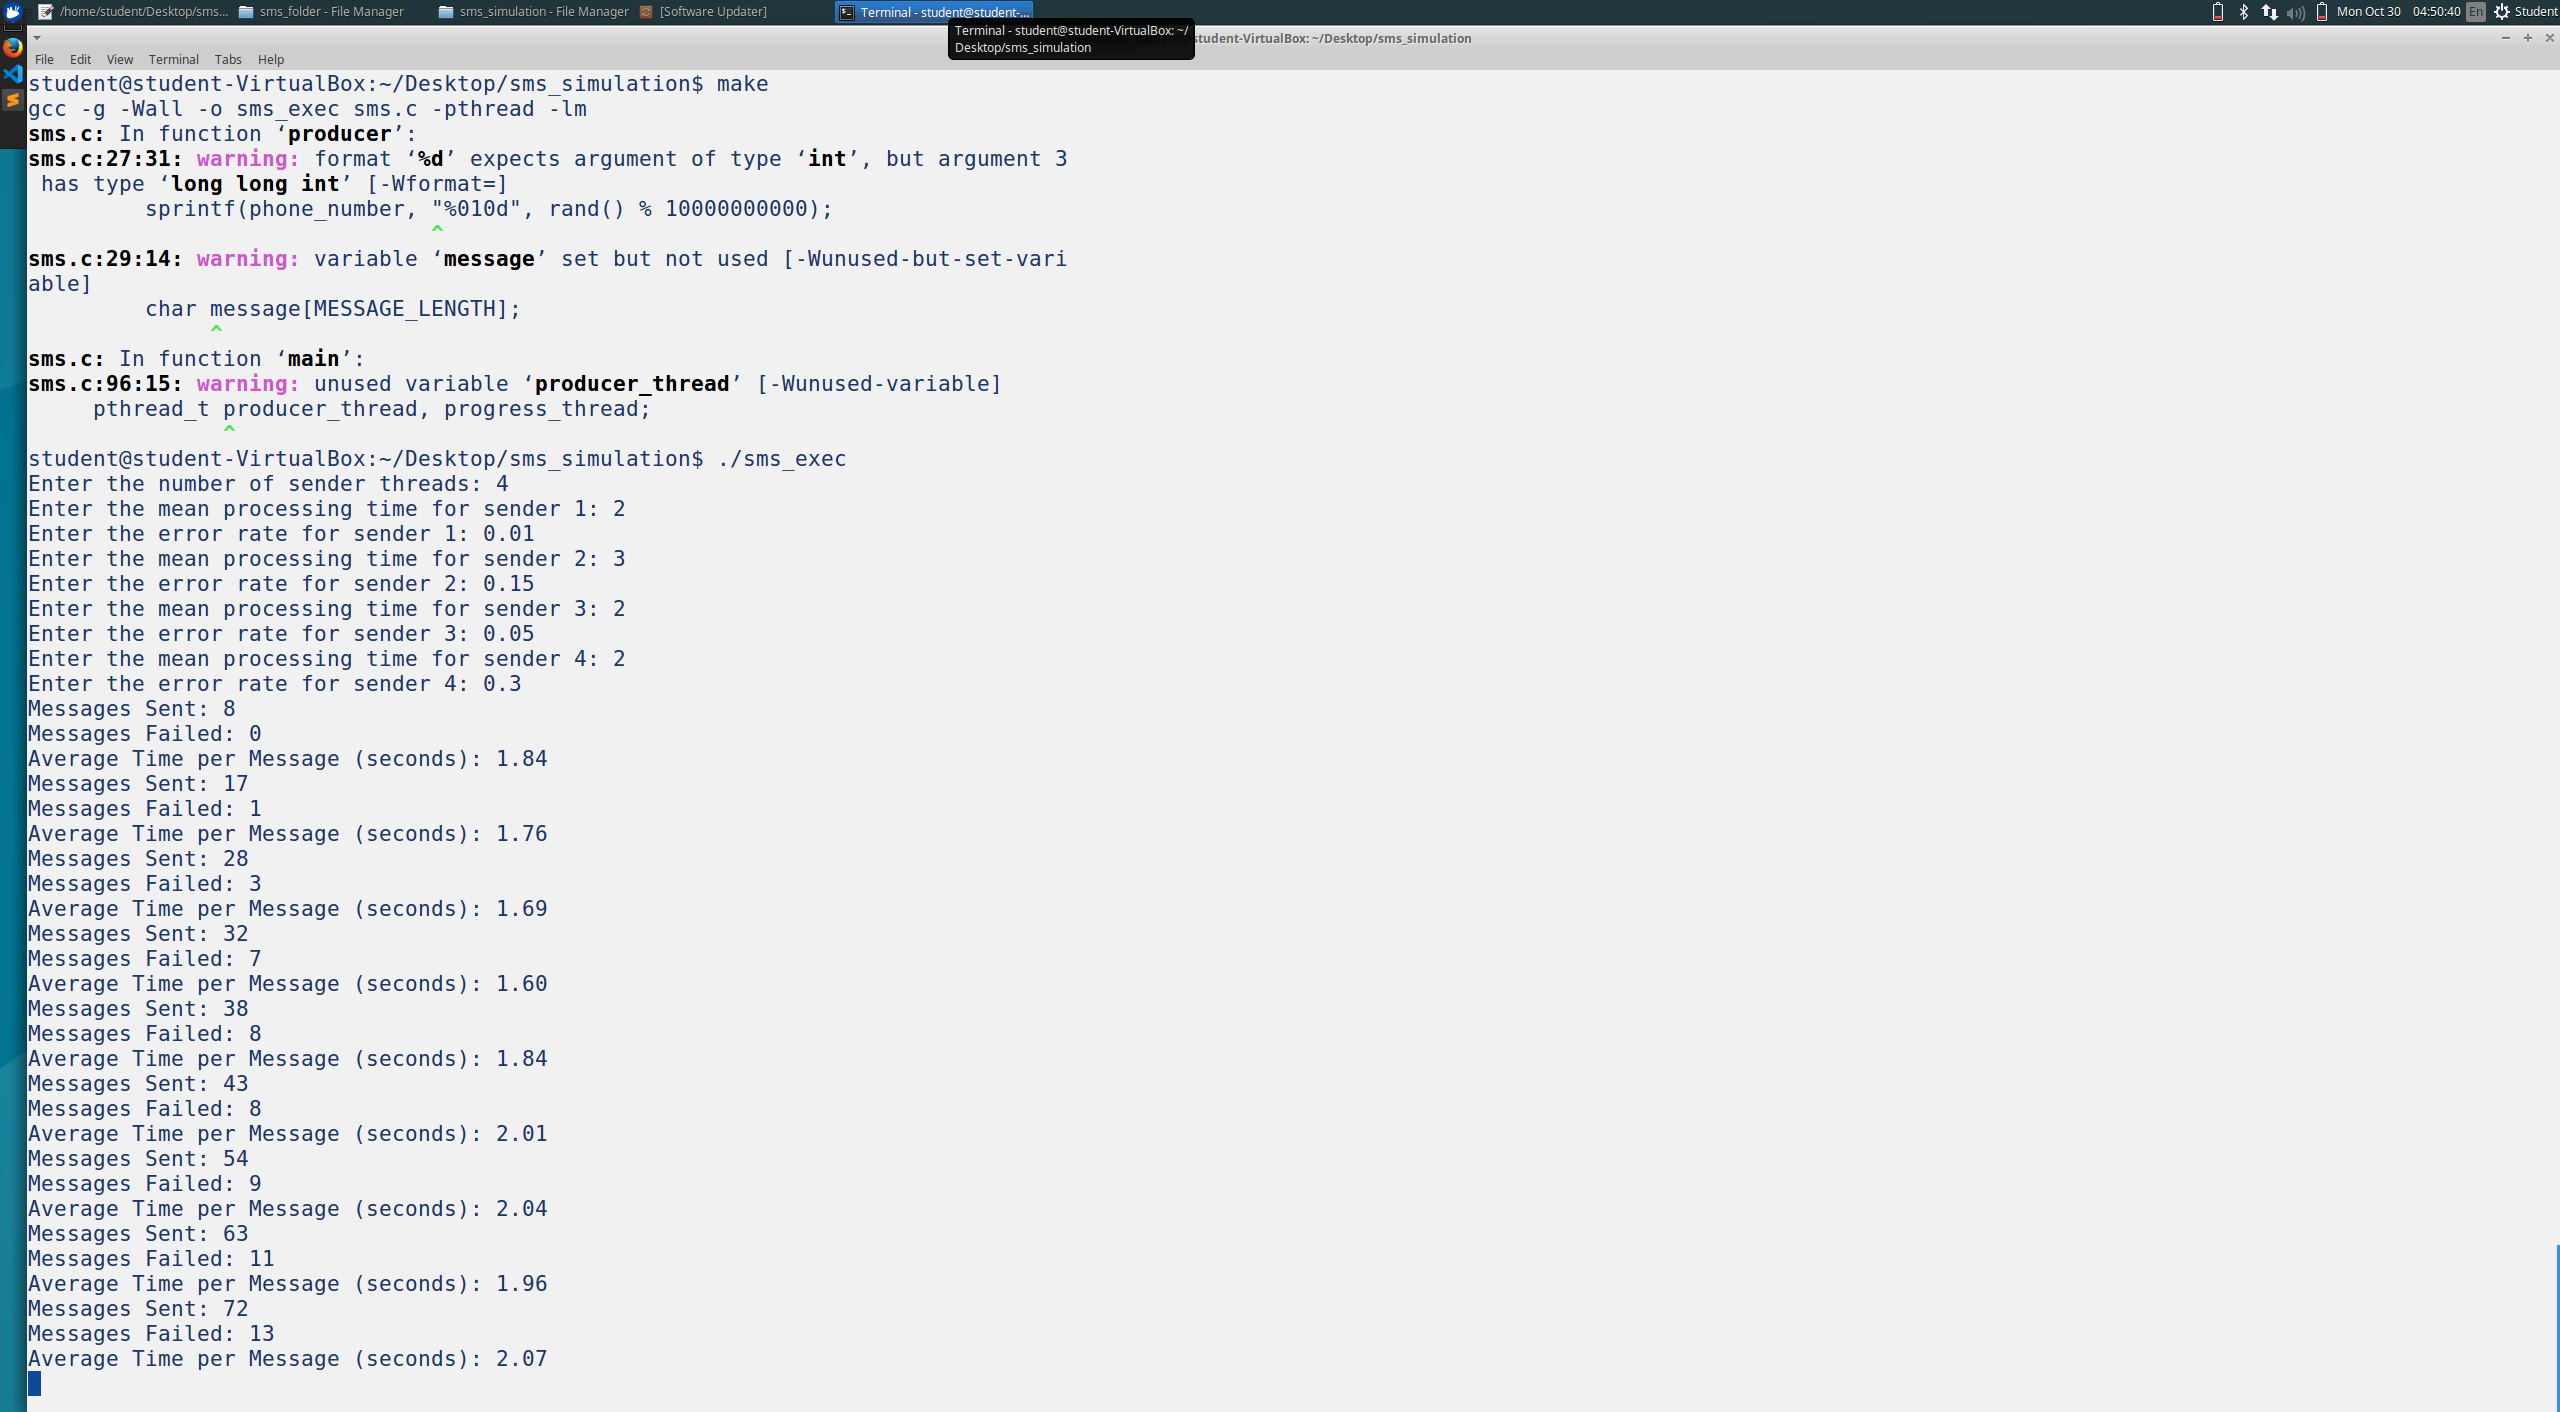 /home/student/Desktop/sms... sms_folder - File Manager sms_simulation - File Manager [Software Updater] Terminal - student@student-... Mon Oct 30 04:50:40 En Student
Terminal - student@student-VirtualBox: ~/
Desktop/sms_simulation
student-VirtualBox: ~/Desktop/sms_simulation
File Edit View Terminal Tabs Help
student@student-VirtualBox:~/Desktop/sms_simulation$ make
gcc -g -Wall -o sms_exec sms.c -pthread -lm
sms.c: In function ‘producer’:
sms.c:27:31: warning: format ‘%d’ expects argument of type ‘int’, but argument 3
 has type ‘long long int’ [-Wformat=]
         sprintf(phone_number, "%010d", rand() % 10000000000);
                               ^
sms.c:29:14: warning: variable ‘message’ set but not used [-Wunused-but-set-vari
able]
         char message[MESSAGE_LENGTH];
              ^
sms.c: In function ‘main’:
sms.c:96:15: warning: unused variable ‘producer_thread’ [-Wunused-variable]
     pthread_t producer_thread, progress_thread;
               ^
student@student-VirtualBox:~/Desktop/sms_simulation$ ./sms_exec
Enter the number of sender threads: 4
Enter the mean processing time for sender 1: 2
Enter the error rate for sender 1: 0.01
Enter the mean processing time for sender 2: 3
Enter the error rate for sender 2: 0.15
Enter the mean processing time for sender 3: 2
Enter the error rate for sender 3: 0.05
Enter the mean processing time for sender 4: 2
Enter the error rate for sender 4: 0.3
Messages Sent: 8
Messages Failed: 0
Average Time per Message (seconds): 1.84
Messages Sent: 17
Messages Failed: 1
Average Time per Message (seconds): 1.76
Messages Sent: 28
Messages Failed: 3
Average Time per Message (seconds): 1.69
Messages Sent: 32
Messages Failed: 7
Average Time per Message (seconds): 1.60
Messages Sent: 38
Messages Failed: 8
Average Time per Message (seconds): 1.84
Messages Sent: 43
Messages Failed: 8
Average Time per Message (seconds): 2.01
Messages Sent: 54
Messages Failed: 9
Average Time per Message (seconds): 2.04
Messages Sent: 63
Messages Failed: 11
Average Time per Message (seconds): 1.96
Messages Sent: 72
Messages Failed: 13
Average Time per Message (seconds): 2.07